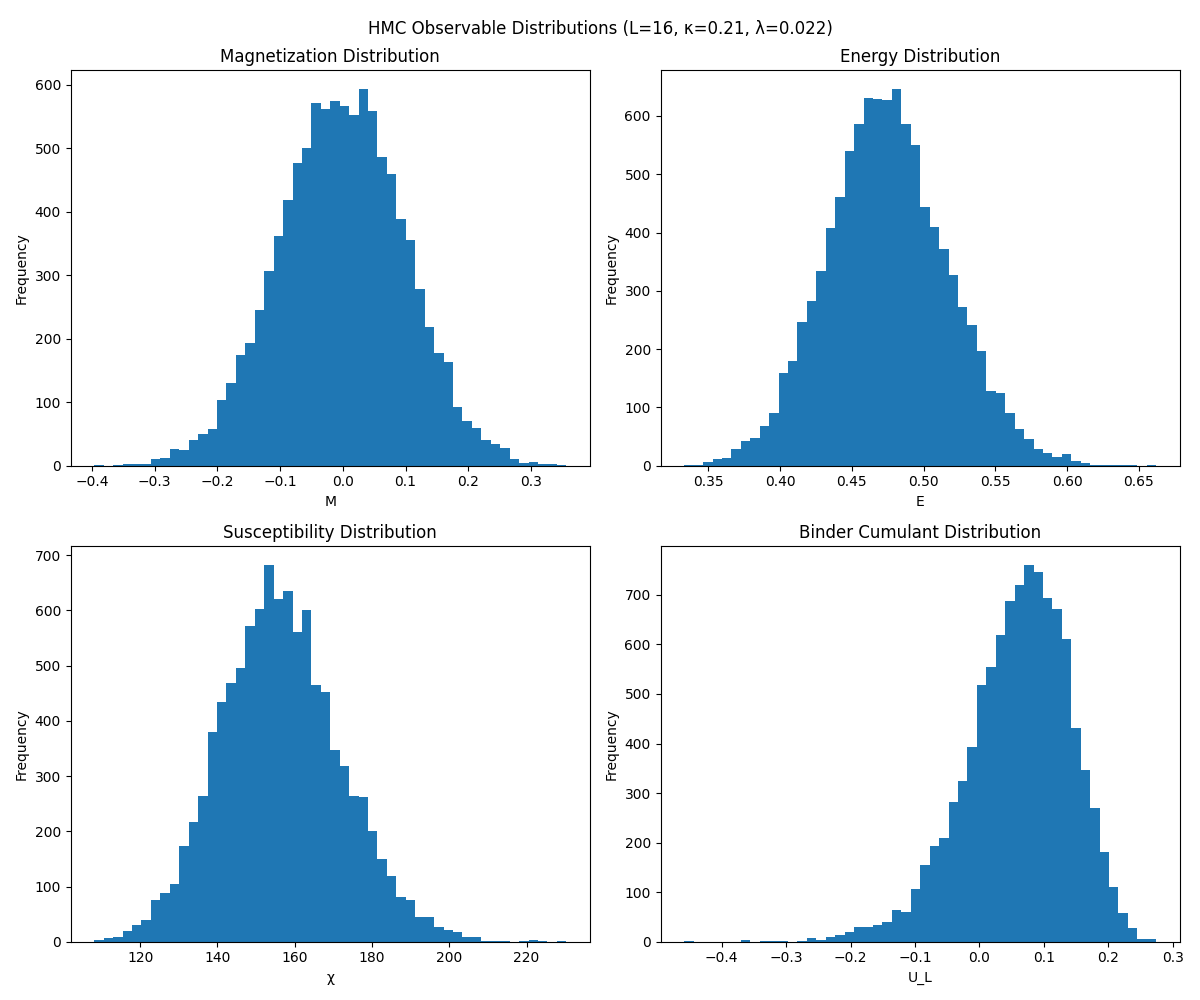 HMC Observable Distributions (L=16, κ=0.21, λ=0.022)
Magnetization Distribution
600
500
400
300
200
100
0
Frequency
−0.4 −0.3 −0.2 −0.1 0.0 0.1 0.2 0.3
M
Energy Distribution
600
500
400
300
200
100
0
Frequency
0.35 0.40 0.45 0.50 0.55 0.60 0.65
E
Susceptibility Distribution
700
600
500
400
300
200
100
0
Frequency
120 140 160 180 200 220
χ
Binder Cumulant Distribution
700
600
500
400
300
200
100
0
Frequency
−0.4 −0.3 −0.2 −0.1 0.0 0.1 0.2 0.3
U_L